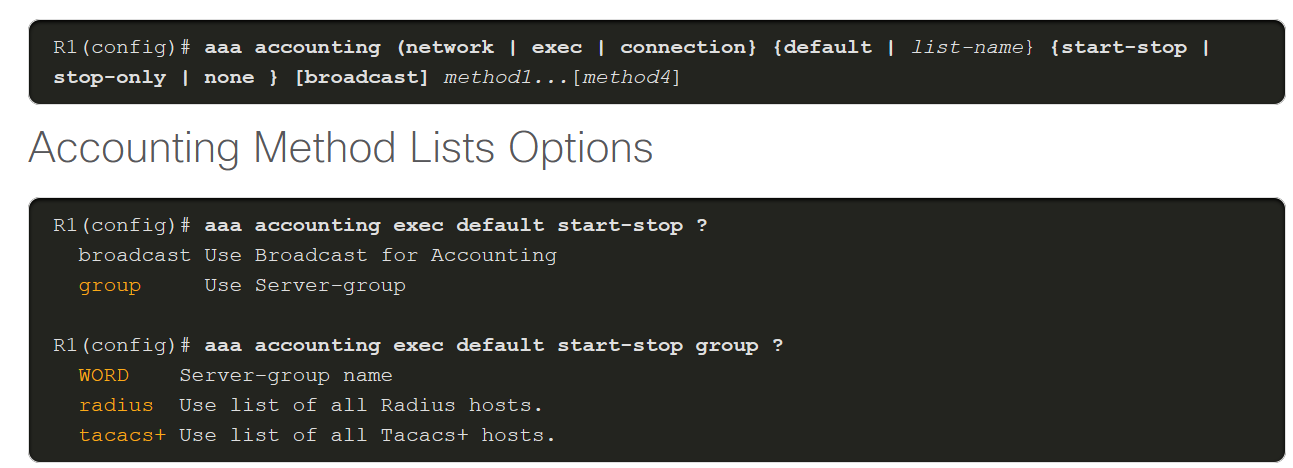 R1(config)# aaa accounting (network | exec | connection} {default | list-name} {start-stop |
stop-only | none } [broadcast] method1...[method4]
Accounting Method Lists Options
R1(config)# aaa accounting exec default start-stop ?
broadcast Use Broadcast for Accounting
group Use Server-group
R1(config)# aaa accounting exec default start-stop group ?
WORD Server-group name
radius Use list of all Radius hosts.
tacacs+ Use list of all Tacacs+ hosts.